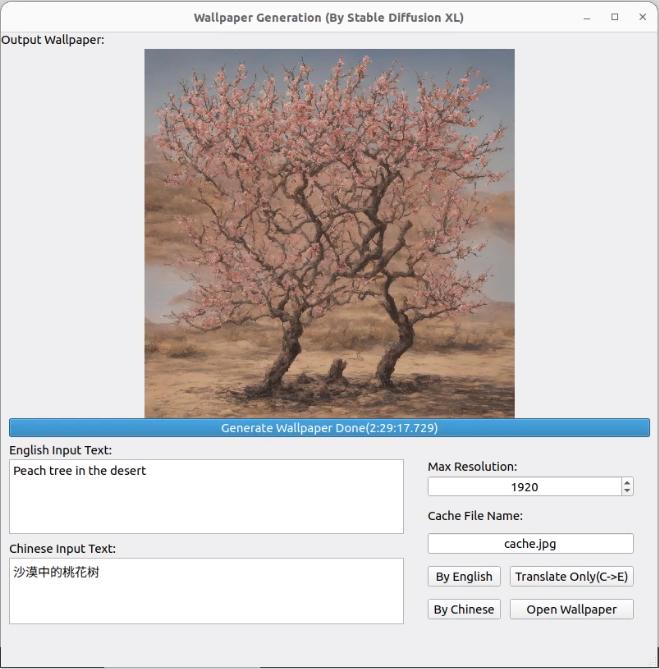 Wallpaper Generation (By Stable Diffusion XL)
Output Wallpaper:
Generate Wallpaper Done(2:29:17.729)
English Input Text:
Peach tree in the desert
Max Resolution:
1920
Cache File Name:
cache.jpg
Chinese Input Text:
沙漠中的桃花树
By English
Translate Only(C->E)
By Chinese
Open Wallpaper